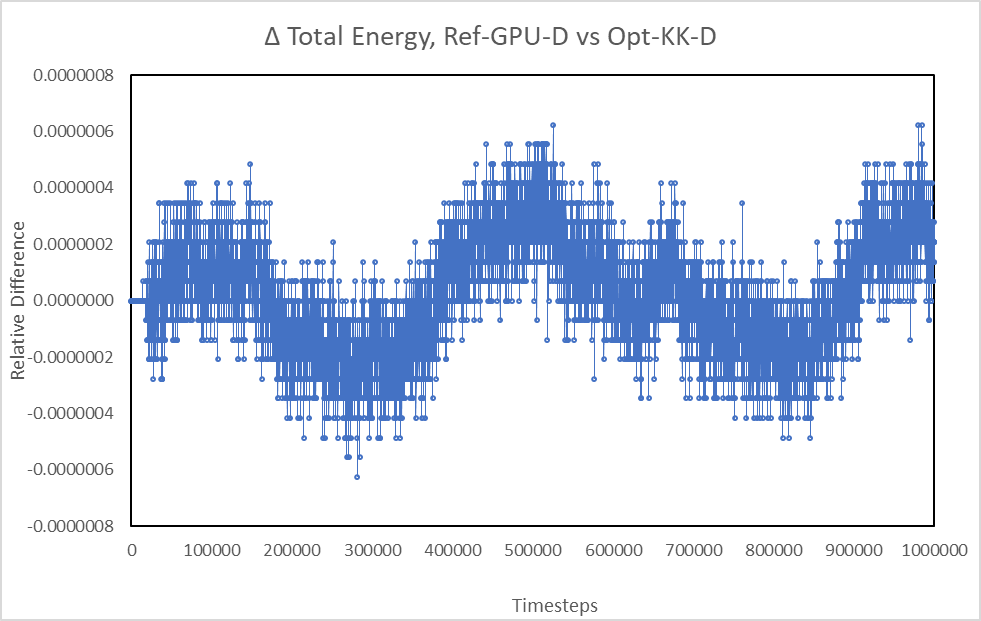 Δ Total Energy, Ref-GPU-D vs Opt-KK-D
0.0000008
0.0000006
0.0000004
0.0000002
0.0000000
-0.0000002
-0.0000004
-0.0000006
-0.0000008
Relative Difference
0 100000 200000 300000 400000 500000 600000 700000 800000 900000 1000000
Timesteps